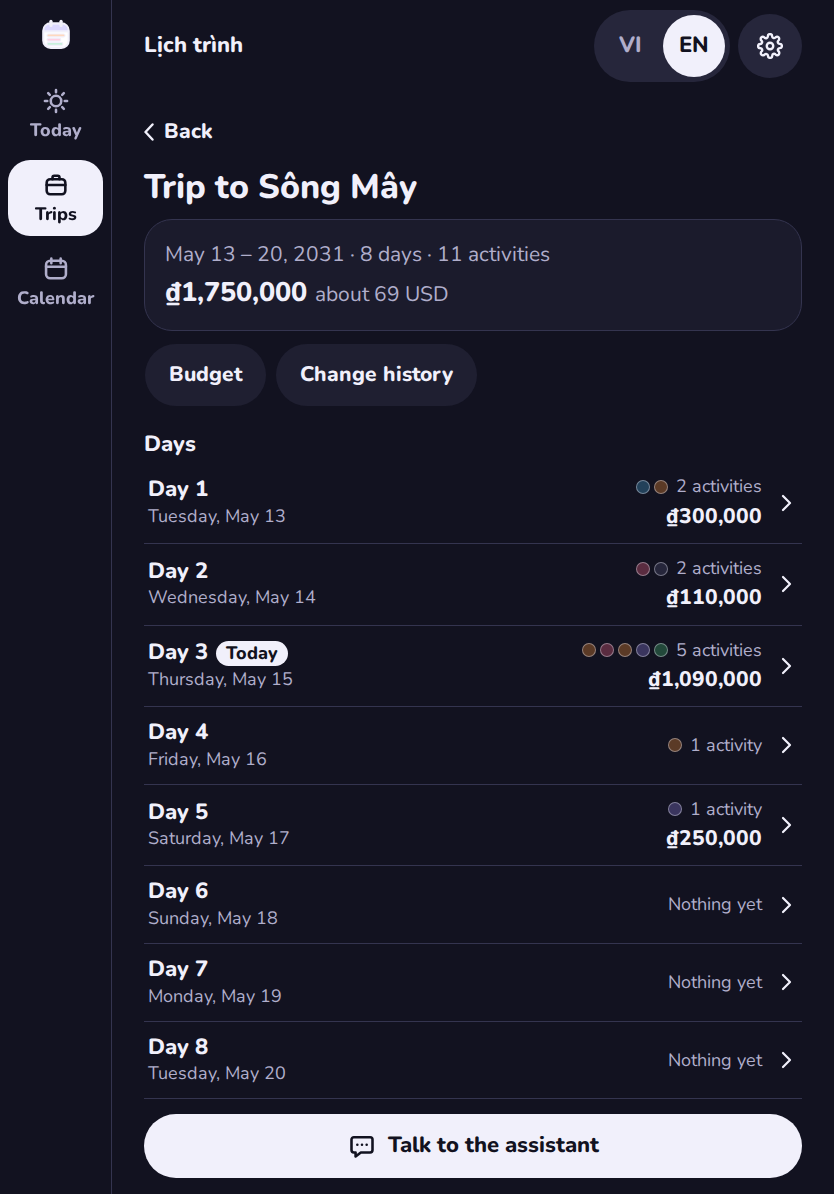 Lịch trình
VI EN
Today
Trips
Calendar
Back
Trip to Sông Mây
May 13 – 20, 2031 · 8 days · 11 activities
₫1,750,000 about 69 USD
Budget Change history
Days
Day 1
2 activities
Tuesday, May 13
₫300,000
Day 2
2 activities
Wednesday, May 14
₫110,000
Day 3 Today
5 activities
Thursday, May 15
₫1,090,000
Day 4
1 activity
Friday, May 16
Day 5
1 activity
Saturday, May 17
₫250,000
Day 6
Nothing yet
Sunday, May 18
Day 7
Nothing yet
Monday, May 19
Day 8
Nothing yet
Tuesday, May 20
Talk to the assistant